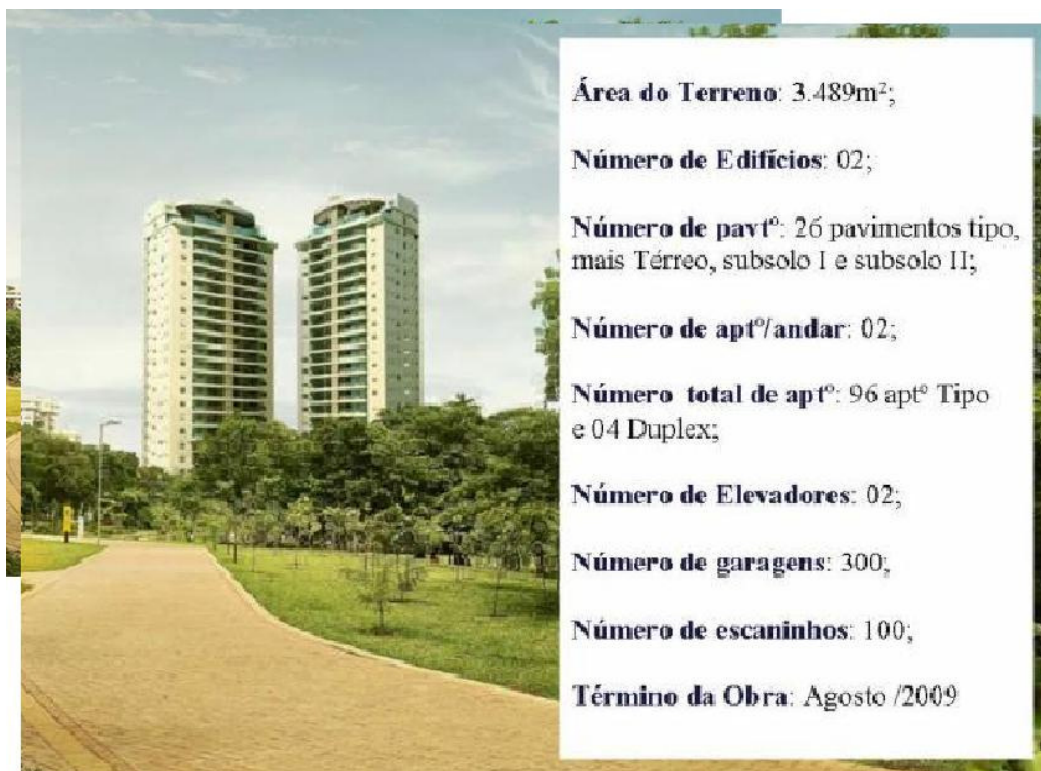 Área do Terreno: 3.489m²;
Número de Edifícios: 02;
Número de pavtº: 26 pavimentos tipo,
mais Térreo, subsolo I e subsolo II;
Número de aptº/andar: 02;
Número total de aptº: 96 aptº Tipo
e 04 Duplex;
Número de Elevadores: 02;
Número de garagens: 300;
Número de escaninhos: 100;
Término da Obra: Agosto /2009